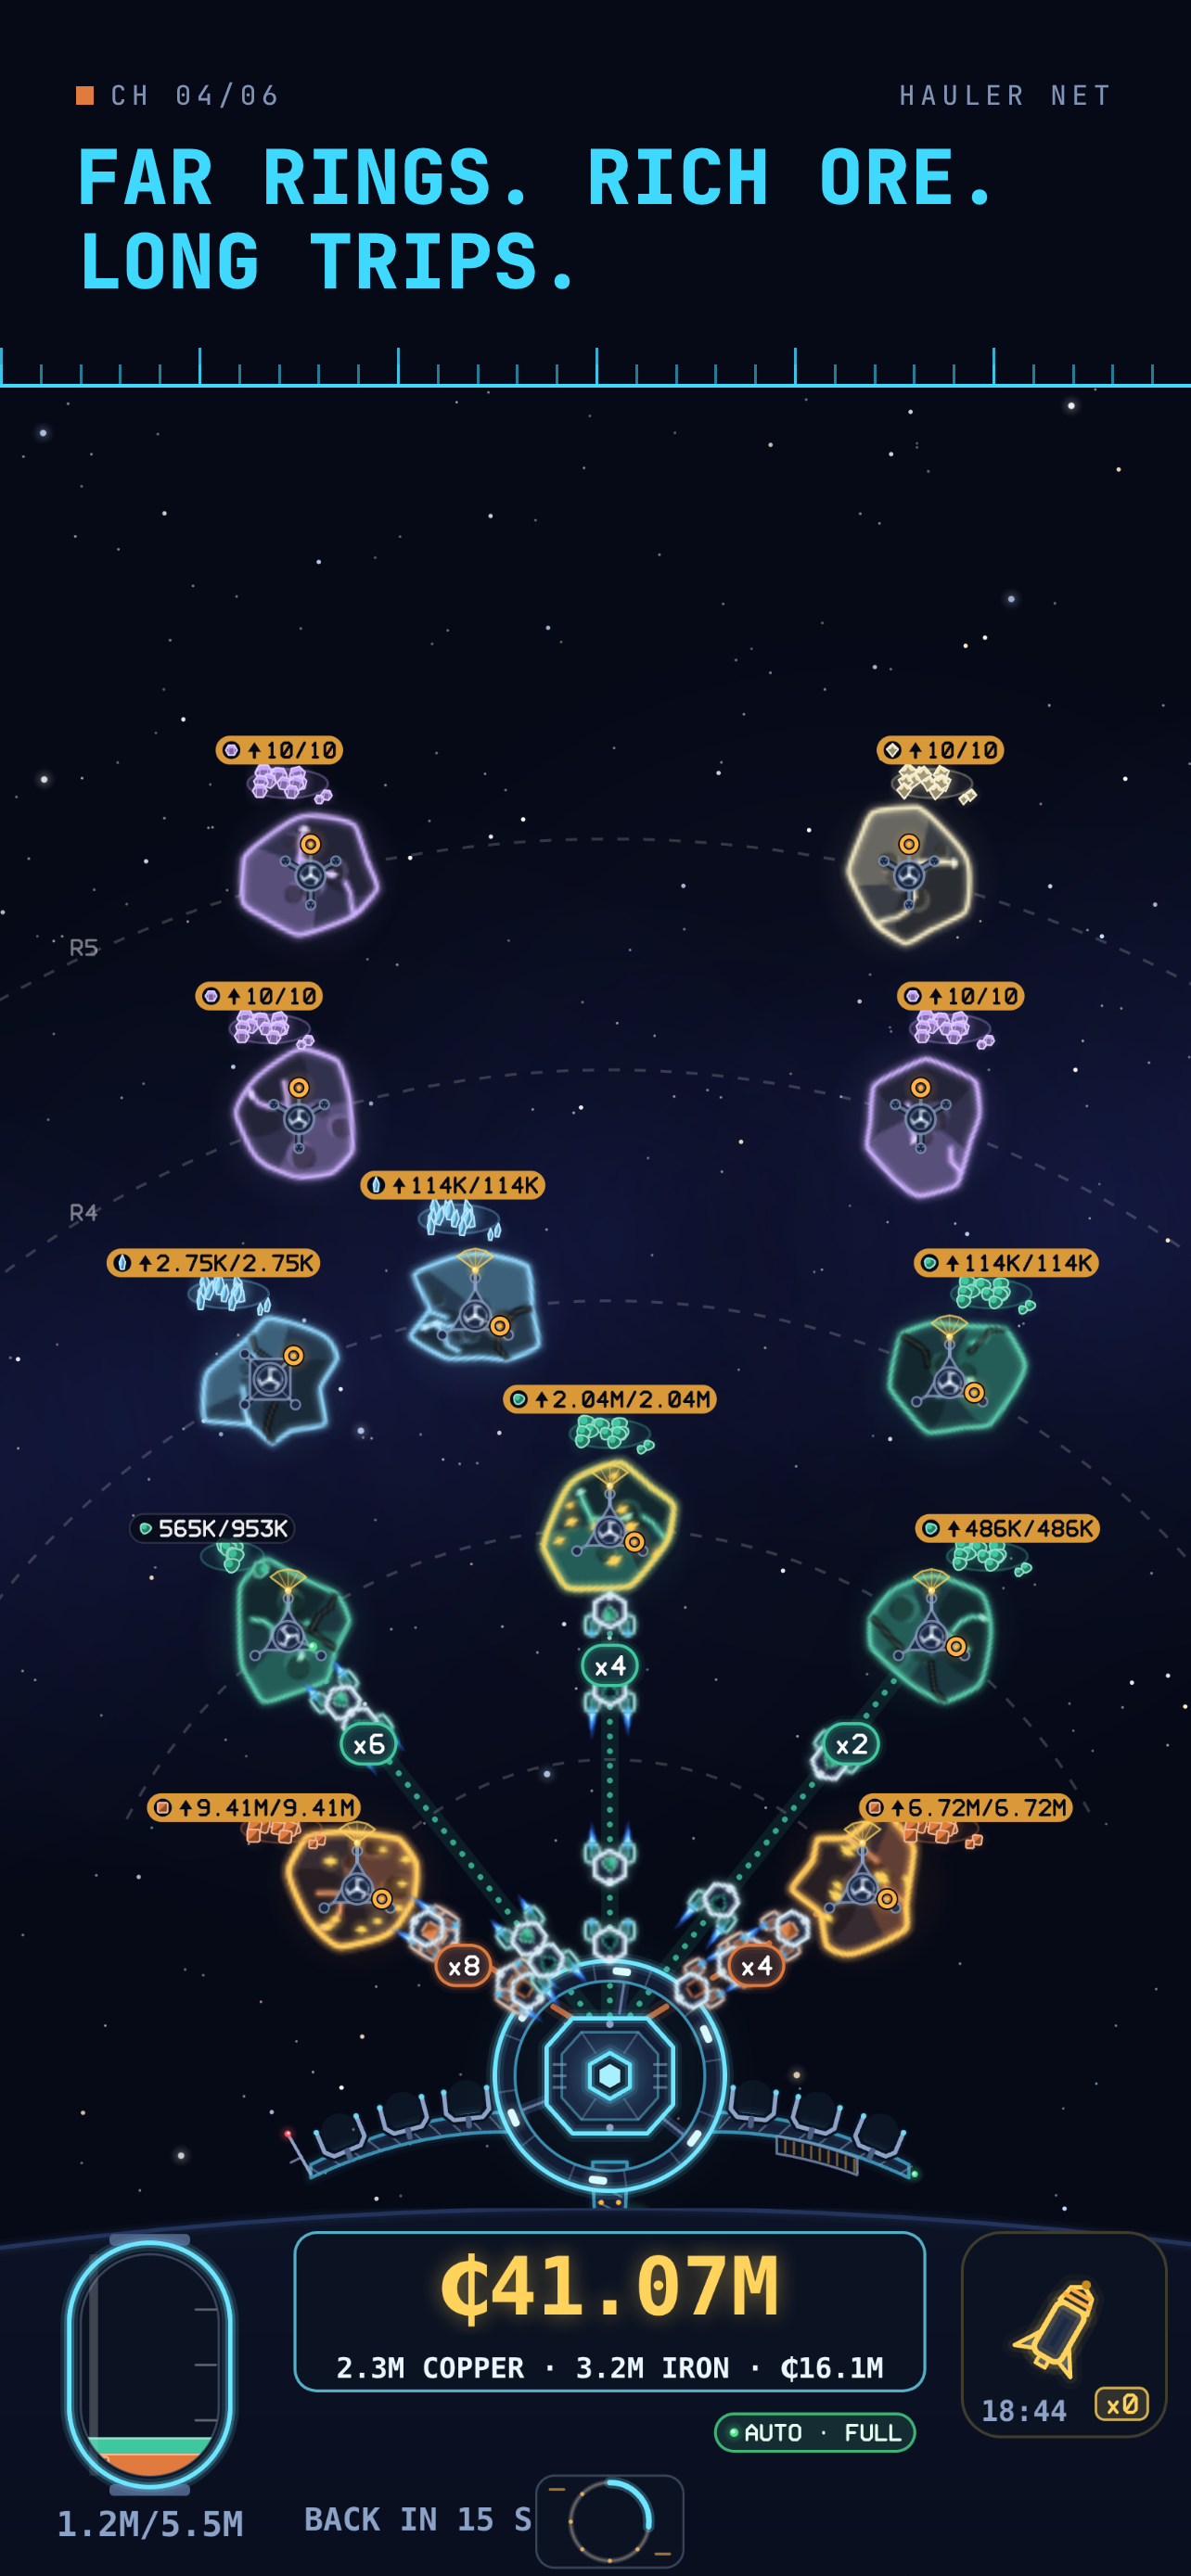 CH 04/06
HAULER NET
FAR RINGS. RICH ORE.
LONG TRIPS.
10/10
10/10
R5
10/10
10/10
114K/114K
R4
2.75K/2.75K
114K/114K
2.04M/2.04M
565K/953K
486K/486K
x4
x6
x2
9.41M/9.41M
6.72M/6.72M
x8
x4
₵41.07M
2.3M COPPER · 3.2M IRON · ₵16.1M
18:44
x0
AUTO · FULL
1.2M/5.5M
BACK IN 15 S